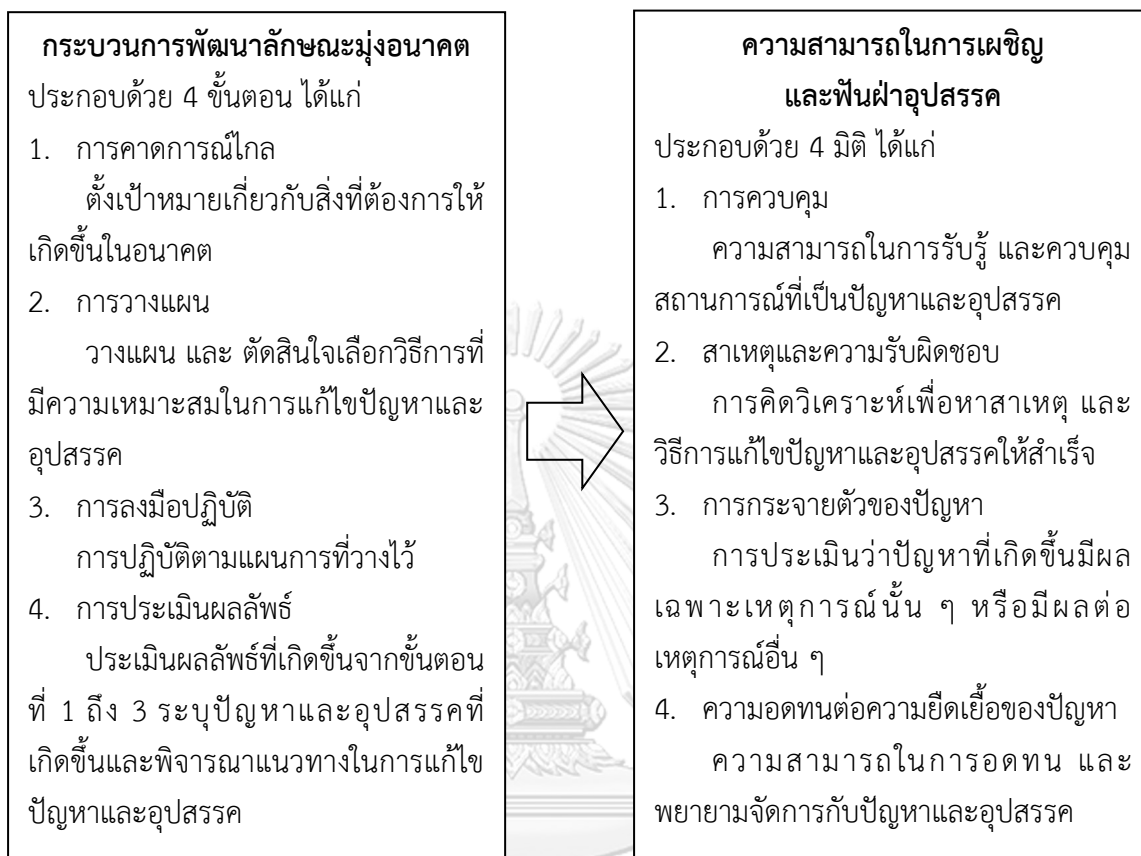 กระบวนการพัฒนาลักษณะมุ่งอนาคต
ประกอบด้วย 4 ขั้นตอน ได้แก่
1. การคาดการณ์ไกล
ตั้งเป้าหมายเกี่ยวกับสิ่งที่ต้องการให้
เกิดขึ้นในอนาคต
2. การวางแผน
วางแผน และ ตัดสินใจเลือกวิธีการที่
มีความเหมาะสมในการแก้ไขปัญหาและ
อุปสรรค
3. การลงมือปฏิบัติ
การปฏิบัติตามแผนการที่วางไว้
4. การประเมินผลลัพธ์
ประเมินผลลัพธ์ที่เกิดขึ้นจากขั้นตอน
ที่ 1 ถึง 3 ระบุปัญหาและอุปสรรคที่
เกิดขึ้นและพิจารณาแนวทางในการแก้ไข
ปัญหาและอุปสรรค
ความสามารถในการเผชิญ
และฟันฝ่าอุปสรรค
ประกอบด้วย 4 มิติ ได้แก่
1. การควบคุม
ความสามารถในการรับรู้ และควบคุม
สถานการณ์ที่เป็นปัญหาและอุปสรรค
2. สาเหตุและความรับผิดชอบ
การคิดวิเคราะห์เพื่อหาสาเหตุ และ
วิธีการแก้ไขปัญหาและอุปสรรคให้สำเร็จ
3. การกระจายตัวของปัญหา
การประเมินว่าปัญหาที่เกิดขึ้นมีผล
เฉพาะเหตุการณ์นั้น ๆ หรือมีผลต่อ
เหตุการณ์อื่น ๆ
4. ความอดทนต่อความยืดเยื้อของปัญหา
ความสามารถในการอดทน และ
พยายามจัดการกับปัญหาและอุปสรรค